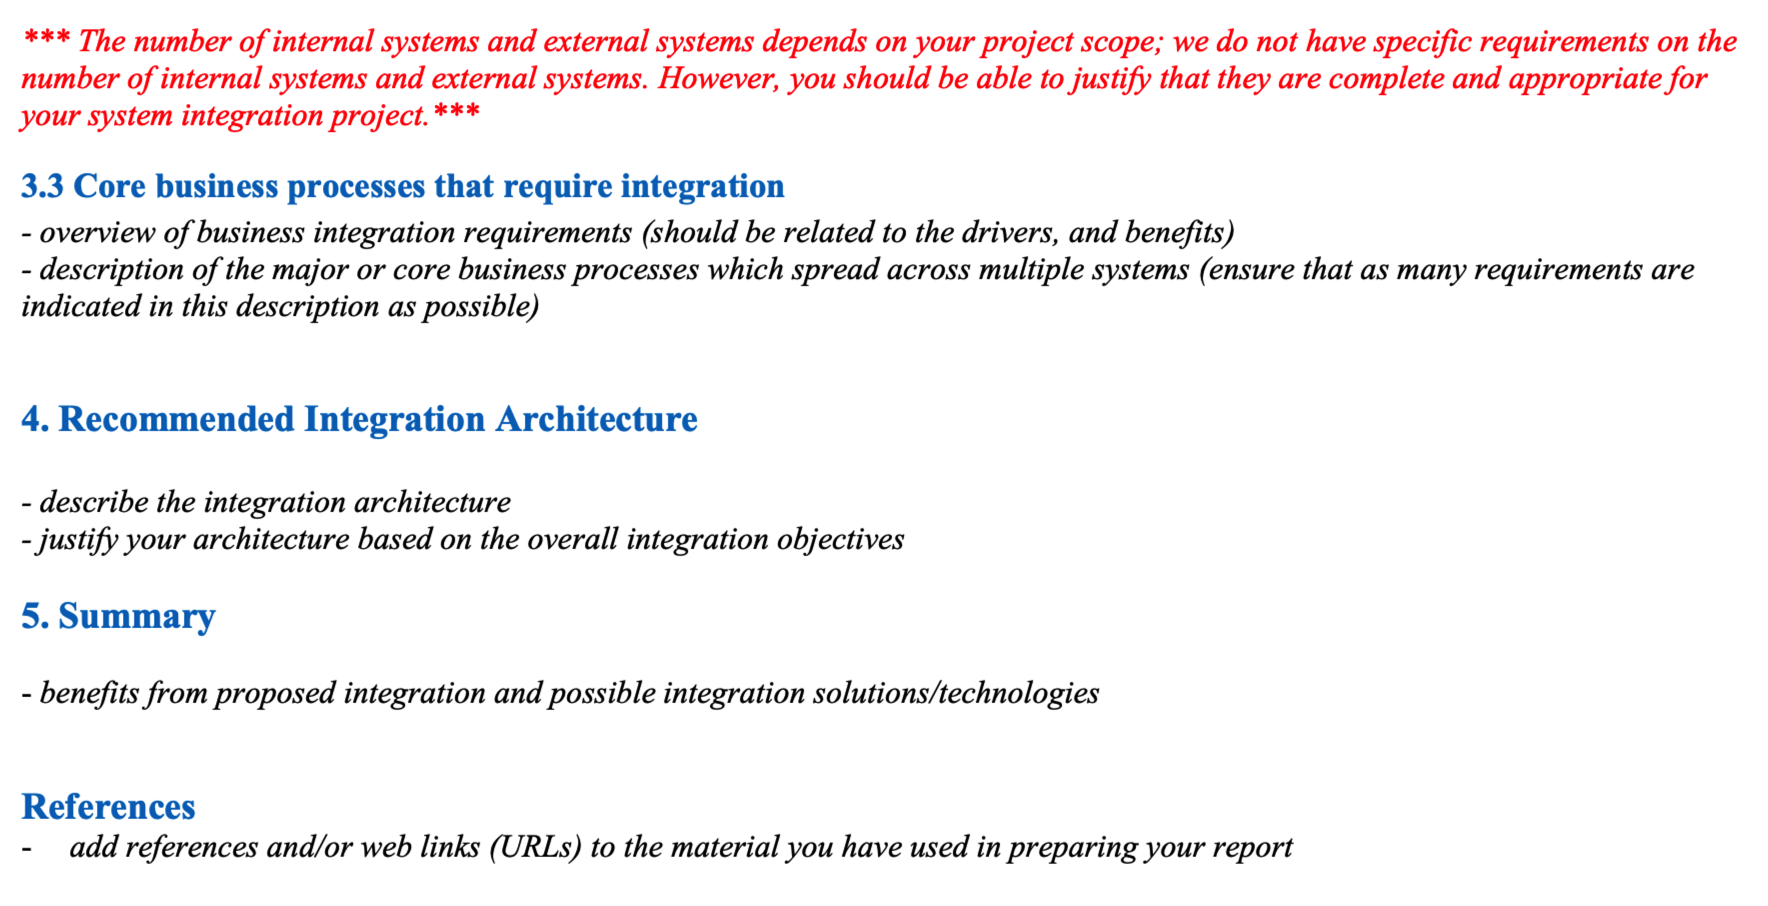 *** The number of internal systems and external systems depends on your project scope; we do not have specific requirements on the
number of internal systems and external systems. However, you should be able to justify that they are complete and appropriate for
your system integration project.***
3.3 Core business processes that require integration
- overview of business integration requirements (should be related to the drivers, and benefits)
- description of the major or core business processes which spread across multiple systems (ensure that as many requirements are
indicated in this description as possible)
4. Recommended Integration Architecture
- describe the integration architecture
- justify your architecture based on the overall integration objectives
5. Summary
- benefits from proposed integration and possible integration solutions/technologies
References
- add references and/or web links (URLs) to the material you have used in preparing your report